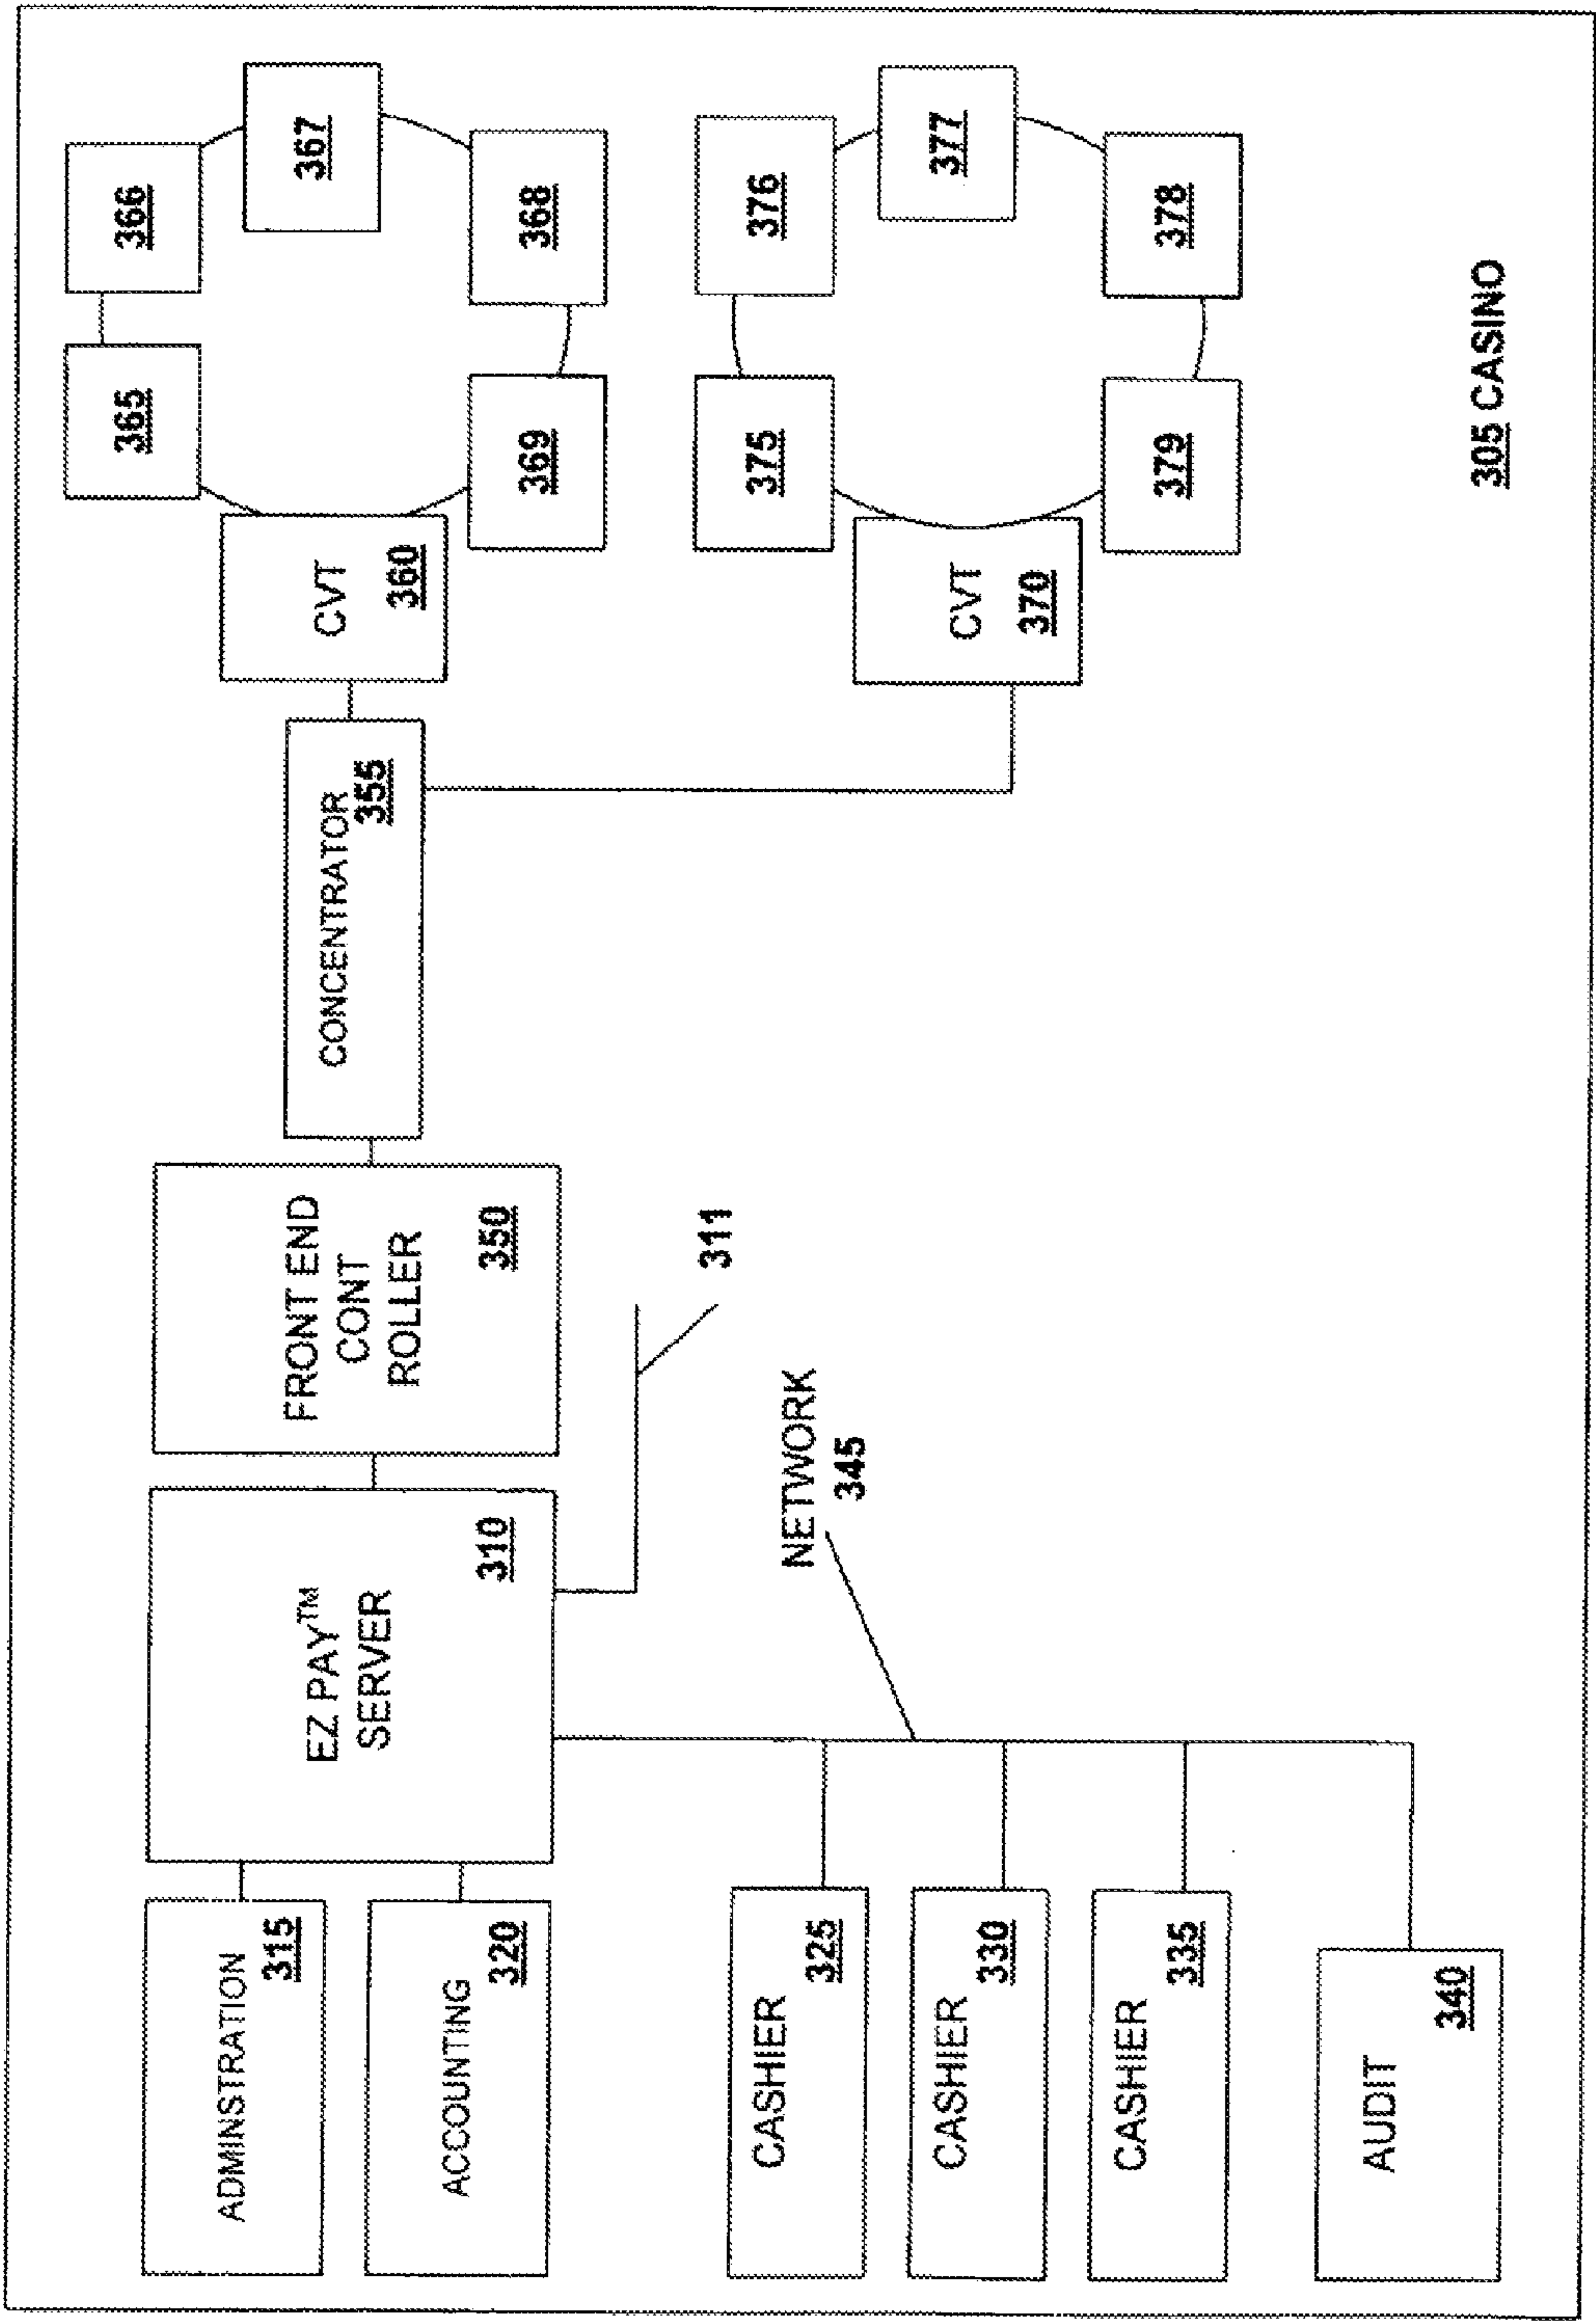 ADMINSTRATION
315
ACCOUNTING
320
EZ PAY™
SERVER
310
FRONT END
CONT
ROLLER
350
CONCENTRATOR
355
CVT
360
365
366
367
368
369
CVT
370
375
376
377
378
379
311
NETWORK
345
CASHIER
325
CASHIER
330
CASHIER
335
AUDIT
340
305 CASINO